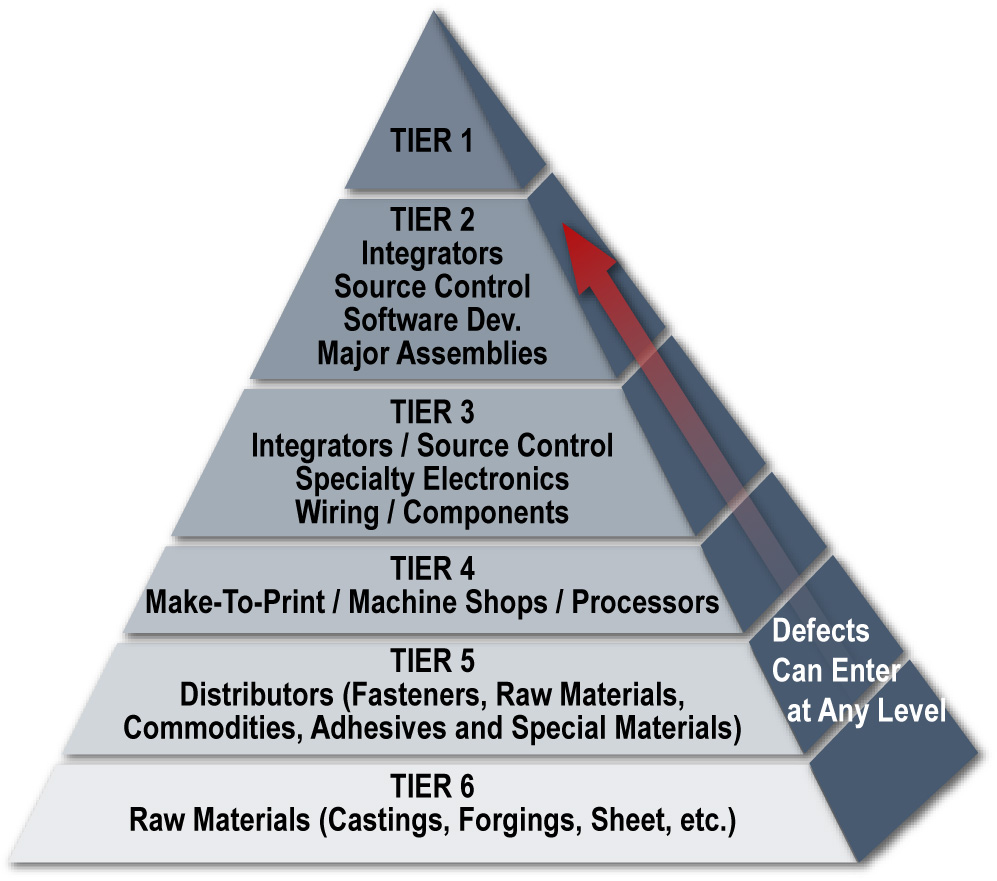 TIER 1
TIER 2
Integrators
Source Control
Software Dev.
Major Assemblies
TIER 3
Integrators / Source Control
Specialty Electronics
Wiring / Components
TIER 4
Make-To-Print / Machine Shops / Processors
TIER 5
Distributors (Fasteners, Raw Materials,
Commodities, Adhesives and Special Materials)
TIER 6
Raw Materials (Castings, Forgings, Sheet, etc.)
Defects
Can Enter
at Any Level